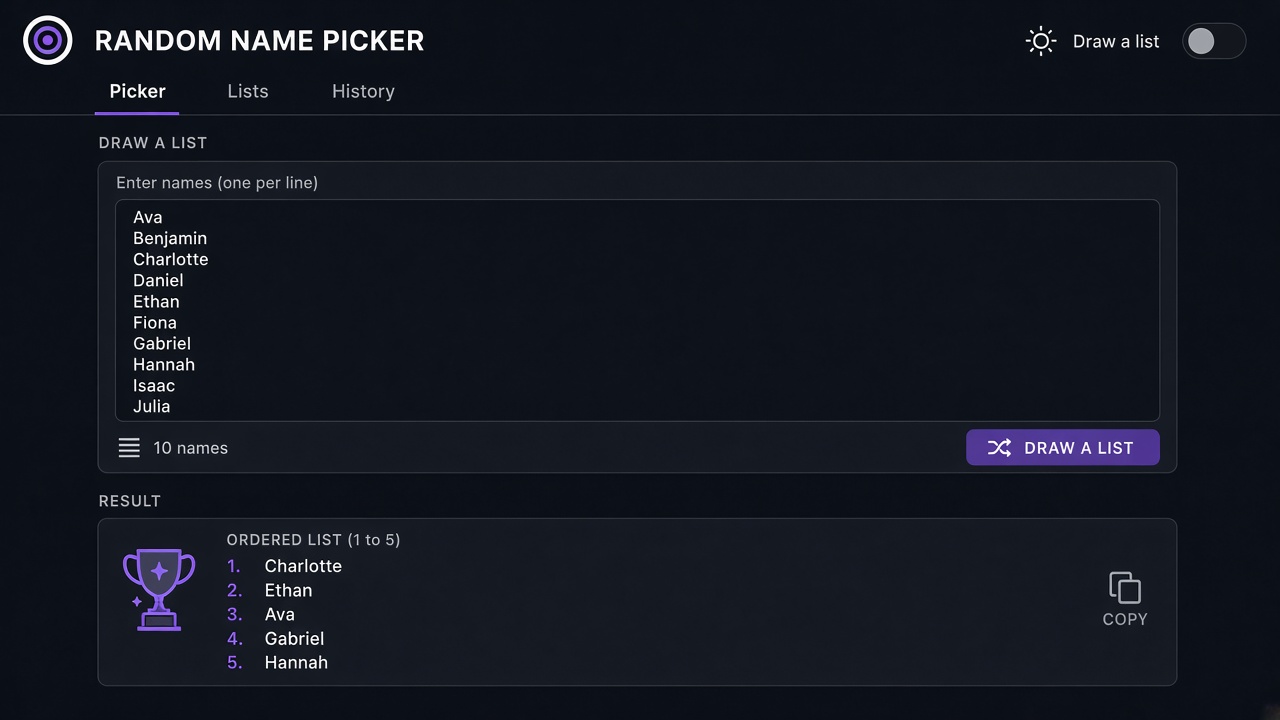 RANDOM NAME PICKER
Draw a list
Picker
Lists
History
DRAW A LIST
Enter names (one per line)
Ava
Benjamin
Charlotte
Daniel
Ethan
Fiona
Gabriel
Hannah
Isaac
Julia
10 names
DRAW A LIST
RESULT
ORDERED LIST (1 to 5)
1. Charlotte
2. Ethan
3. Ava
4. Gabriel
5. Hannah
COPY